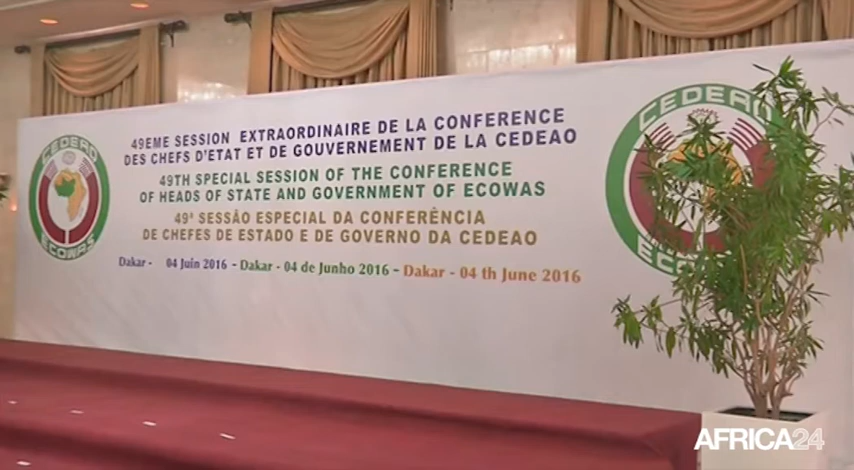 49EME SESSION EXTRAORDINAIRE DE LA CONFERENCE
DES CHEFS D'ETAT ET DE GOUVERNEMENT DE LA CEDEAO
49TH SPECIAL SESSION OF THE CONFERENCE
OF HEADS OF STATE AND GOVERNMENT OF ECOWAS
49ª SESSÃO ESPECIAL DA CONFERÊNCIA
DE CHEFES DE ESTADO E DE GOVERNO DA CEDEAO
Dakar - 04 Juin 2016 - Dakar - 04 de Junho 2016 - Dakar - 04 th June 2016
CEDEAO
ECOWAS
CEDEAO
AFRICA24